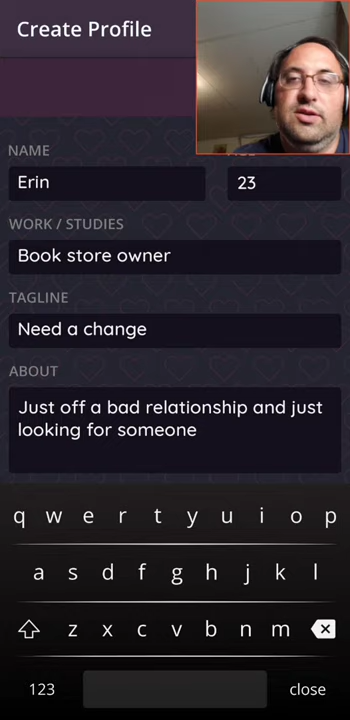 Create Profile
NAME
Erin
23
WORK / STUDIES
Book store owner
TAGLINE
Need a change
ABOUT
Just off a bad relationship and just
looking for someone
q w e r t y u i o p
a s d f g h j k l
z x c v b n m
123
close